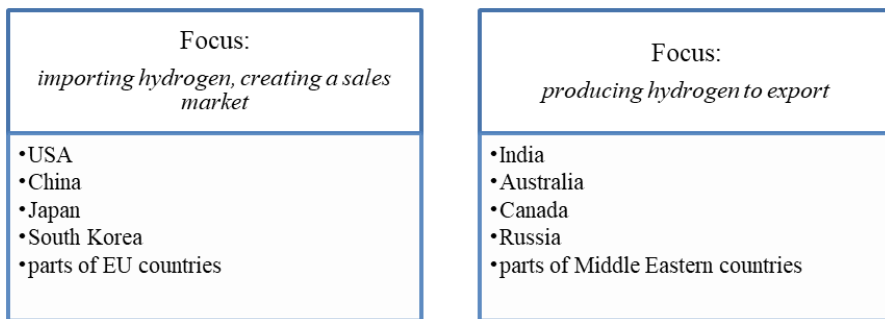 Focus:
importing hydrogen, creating a sales
market
•USA
•China
•Japan
•South Korea
•parts of EU countries
Focus:
producing hydrogen to export
•India
•Australia
•Canada
•Russia
•parts of Middle Eastern countries